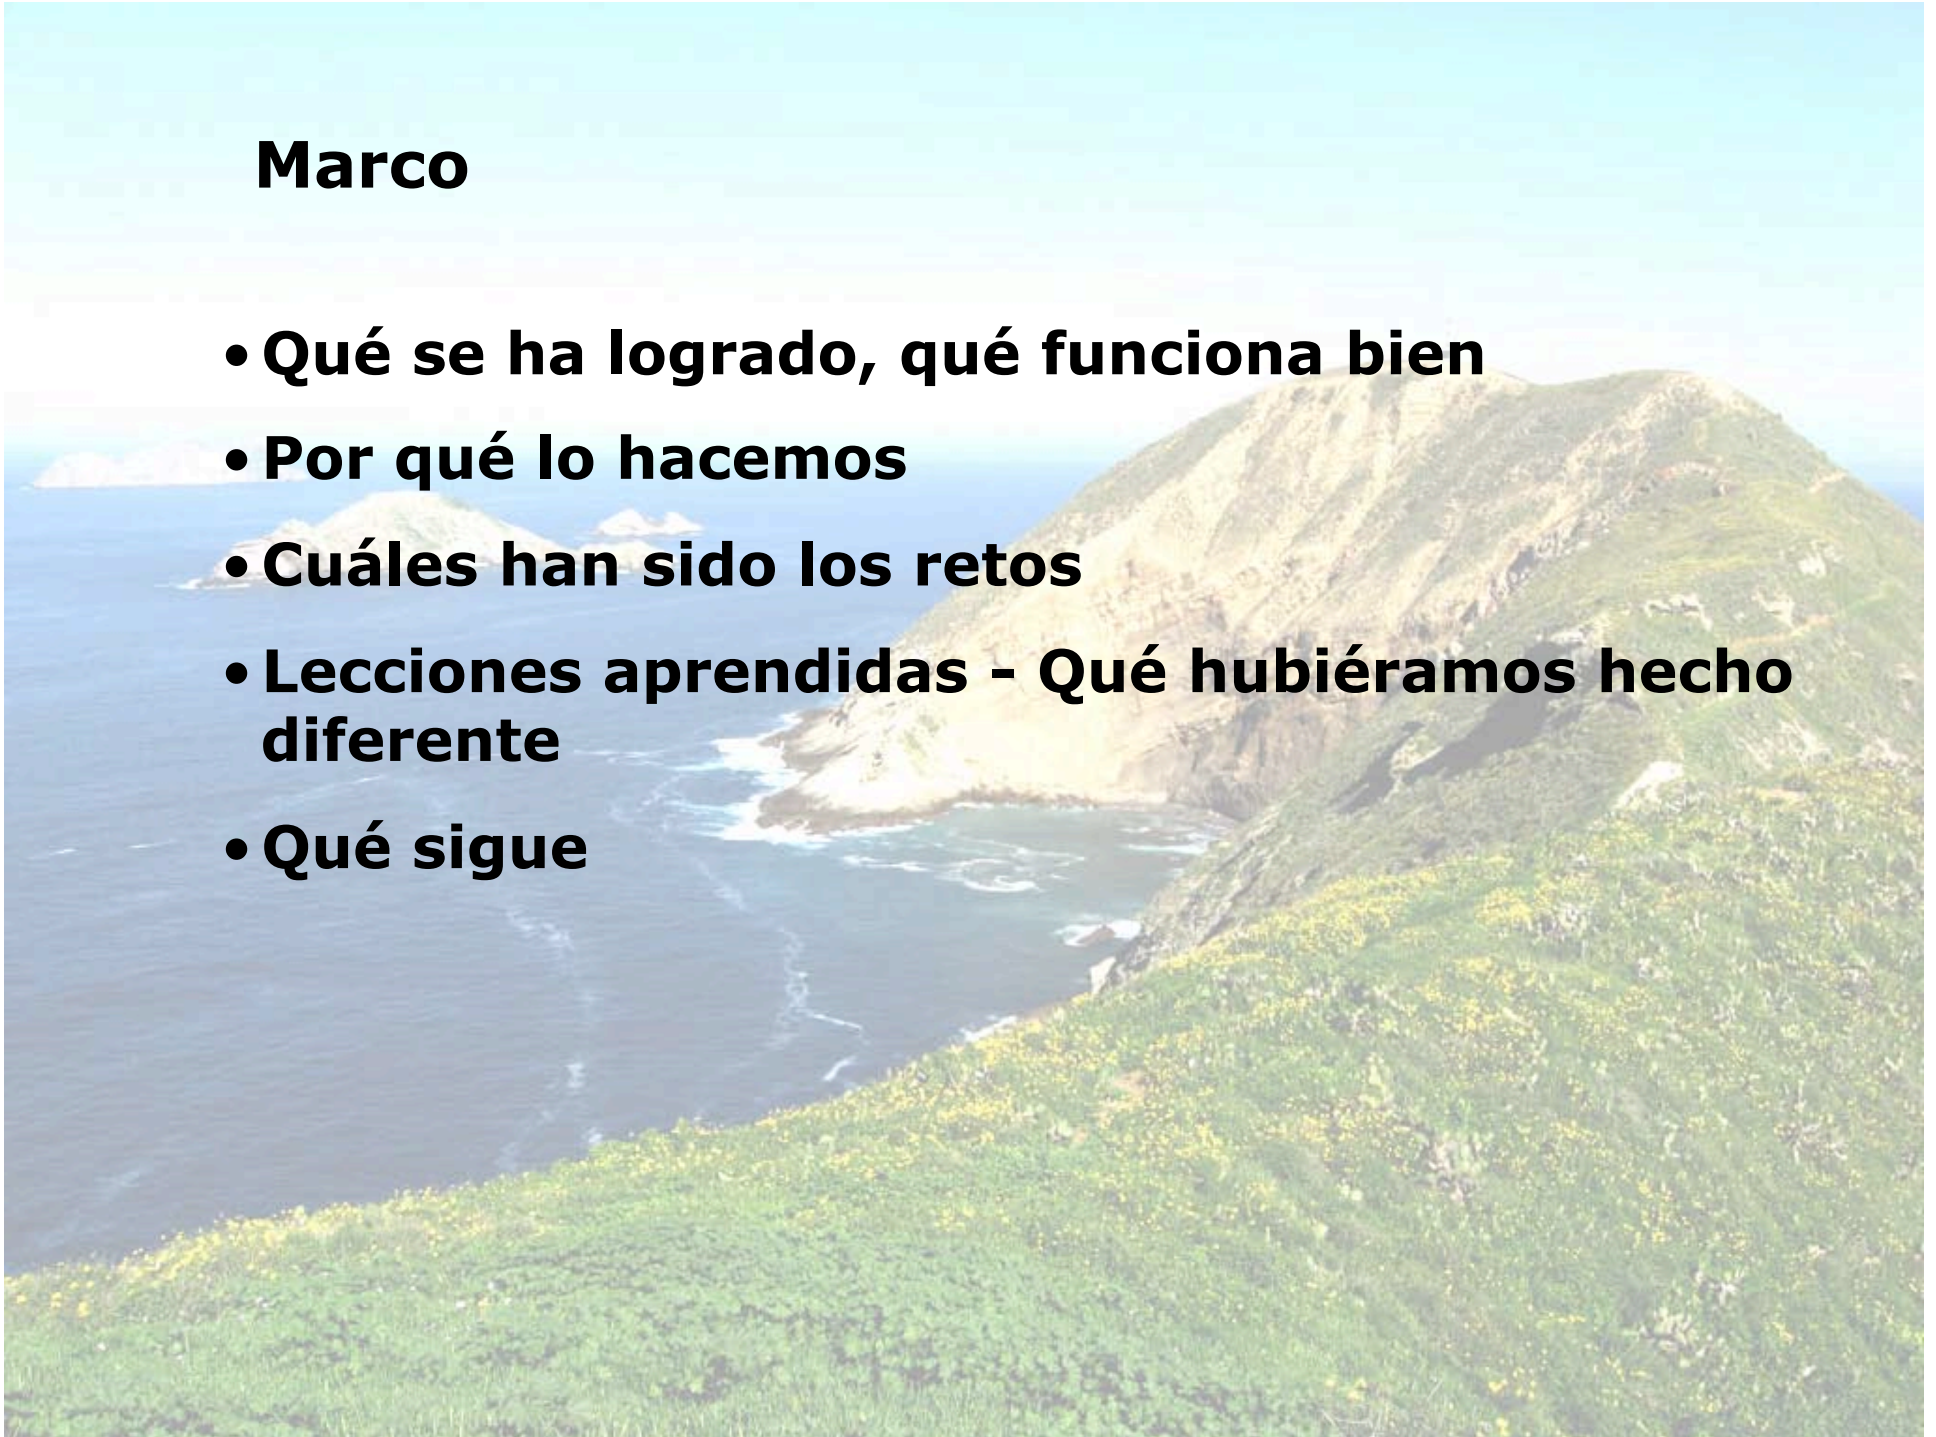 Marco
• Qué se ha logrado, qué funciona bien
• Por qué lo hacemos
• Cuáles han sido los retos
• Lecciones aprendidas - Qué hubiéramos hecho
diferente
• Qué sigue